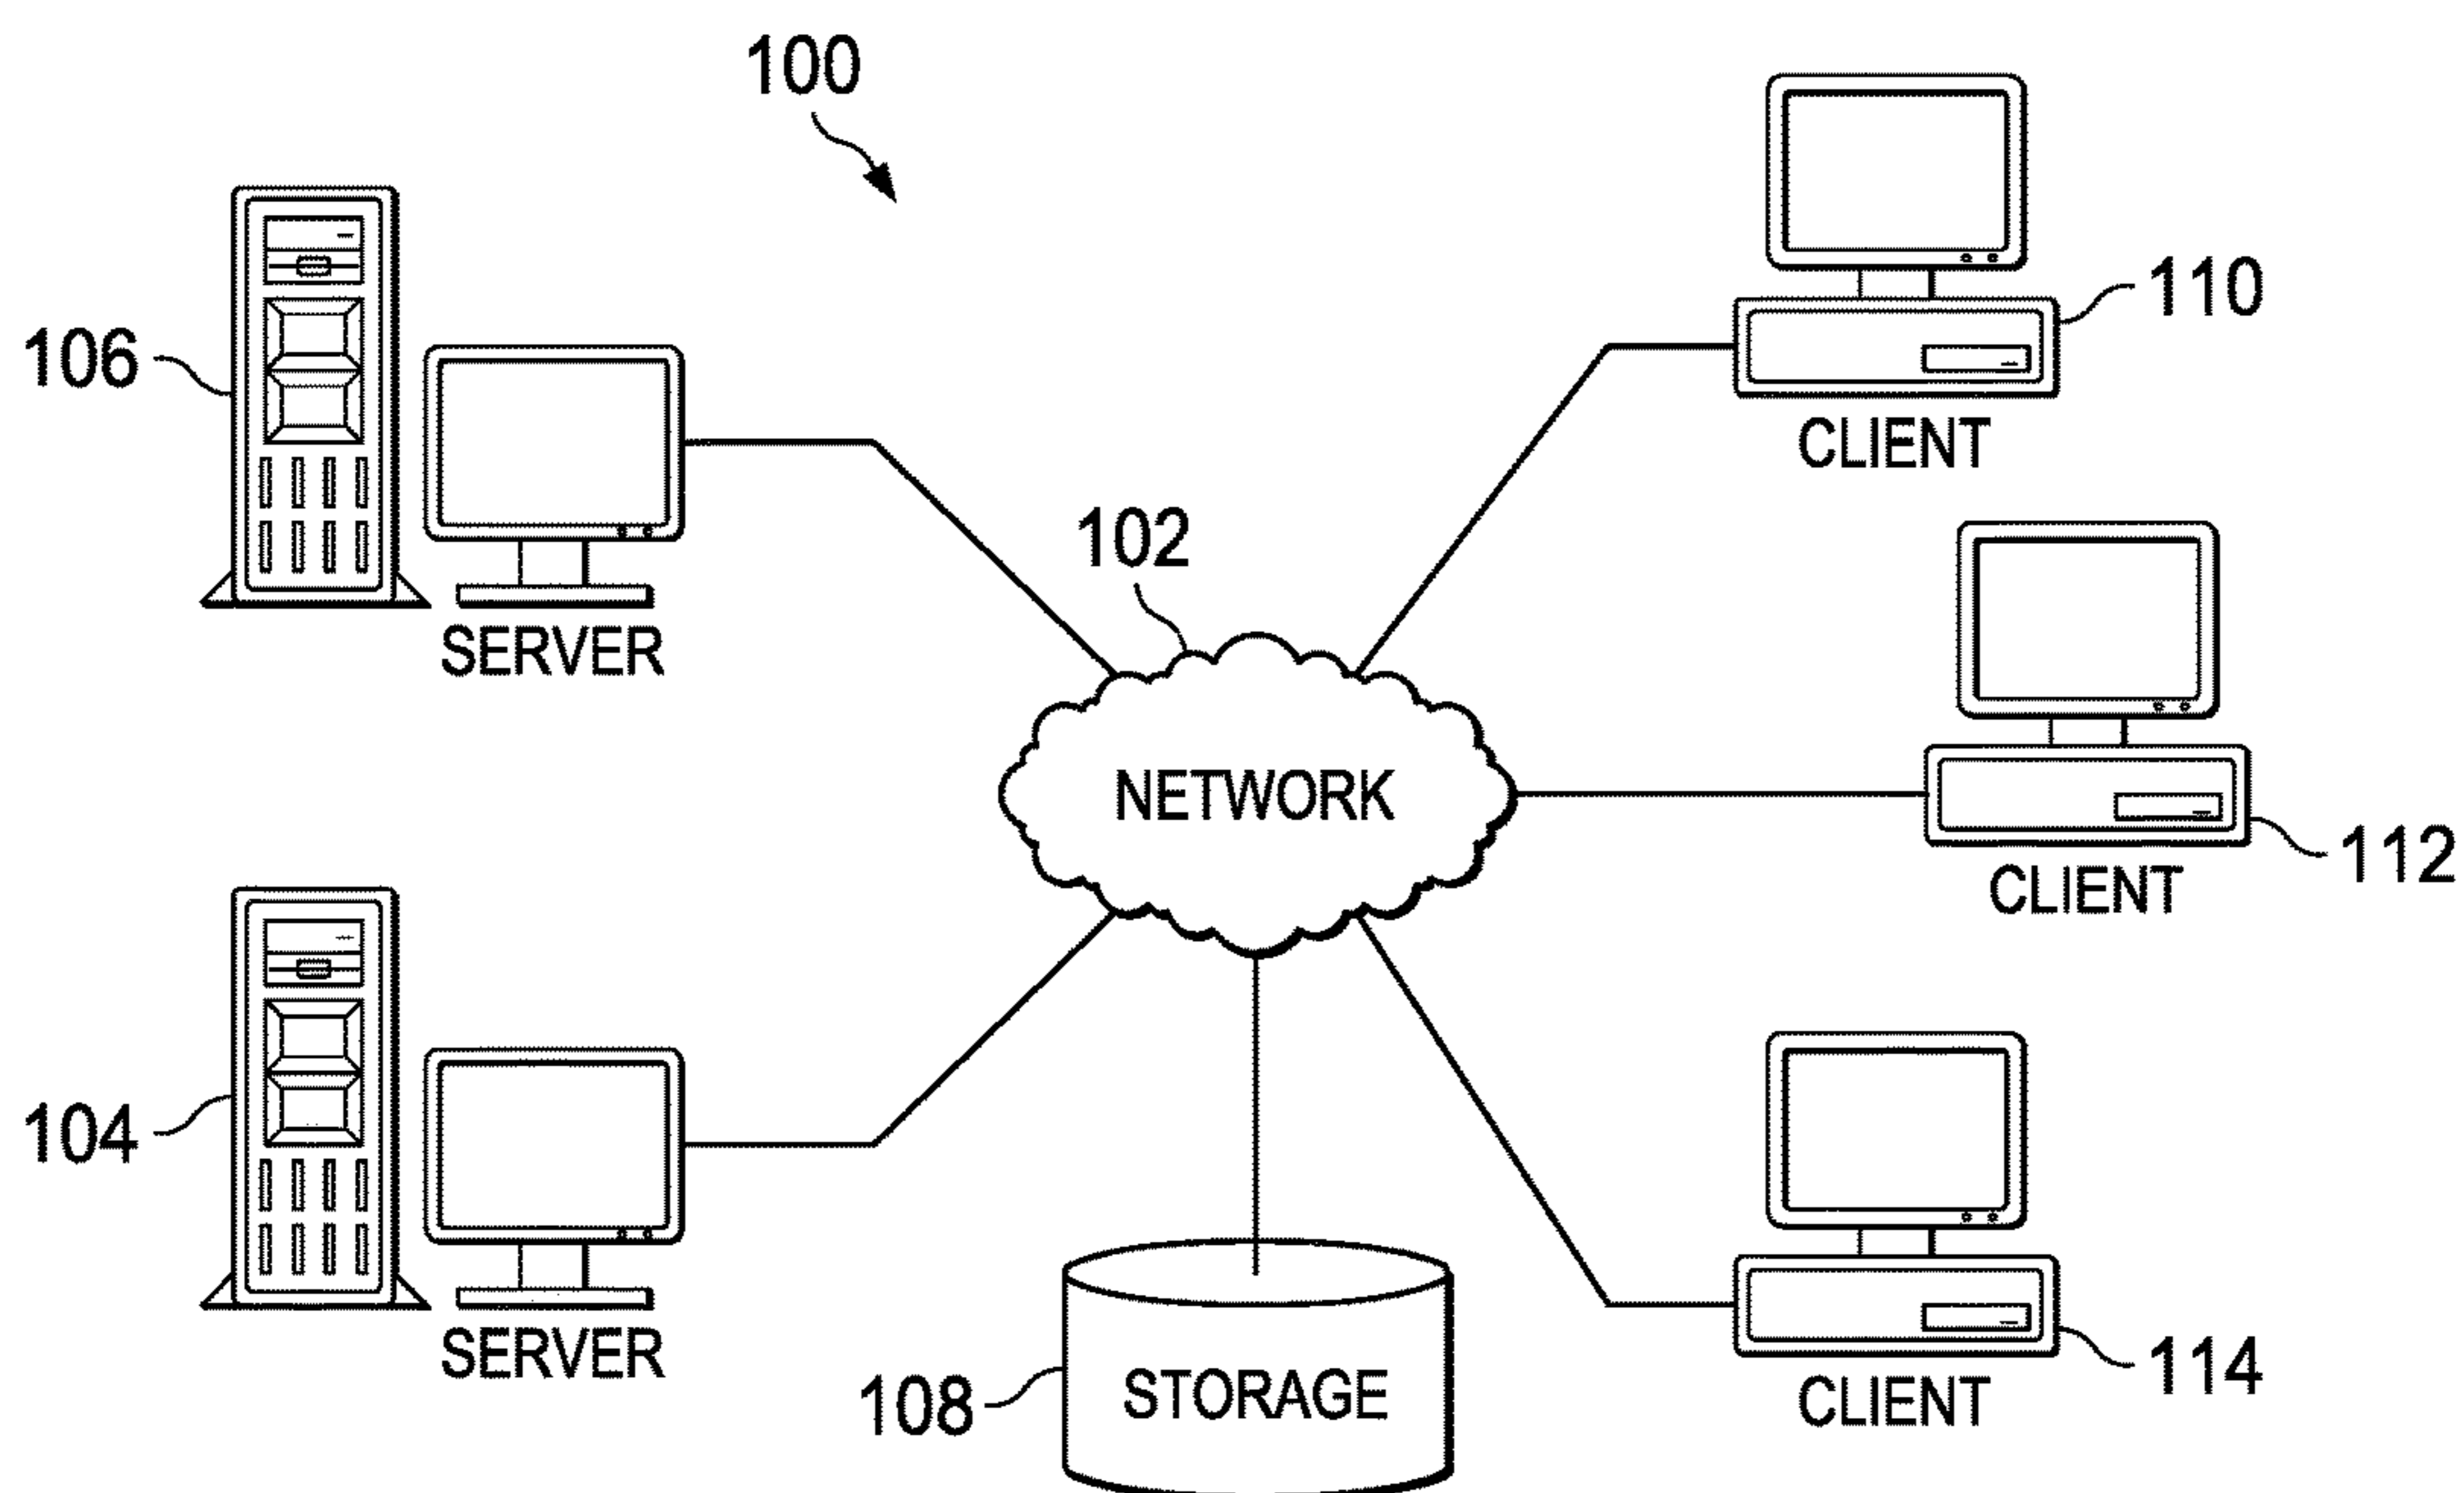 100
110
106
CLIENT
102
SERVER
NETWORK
112
CLIENT
104
SERVER
108
STORAGE
114
CLIENT